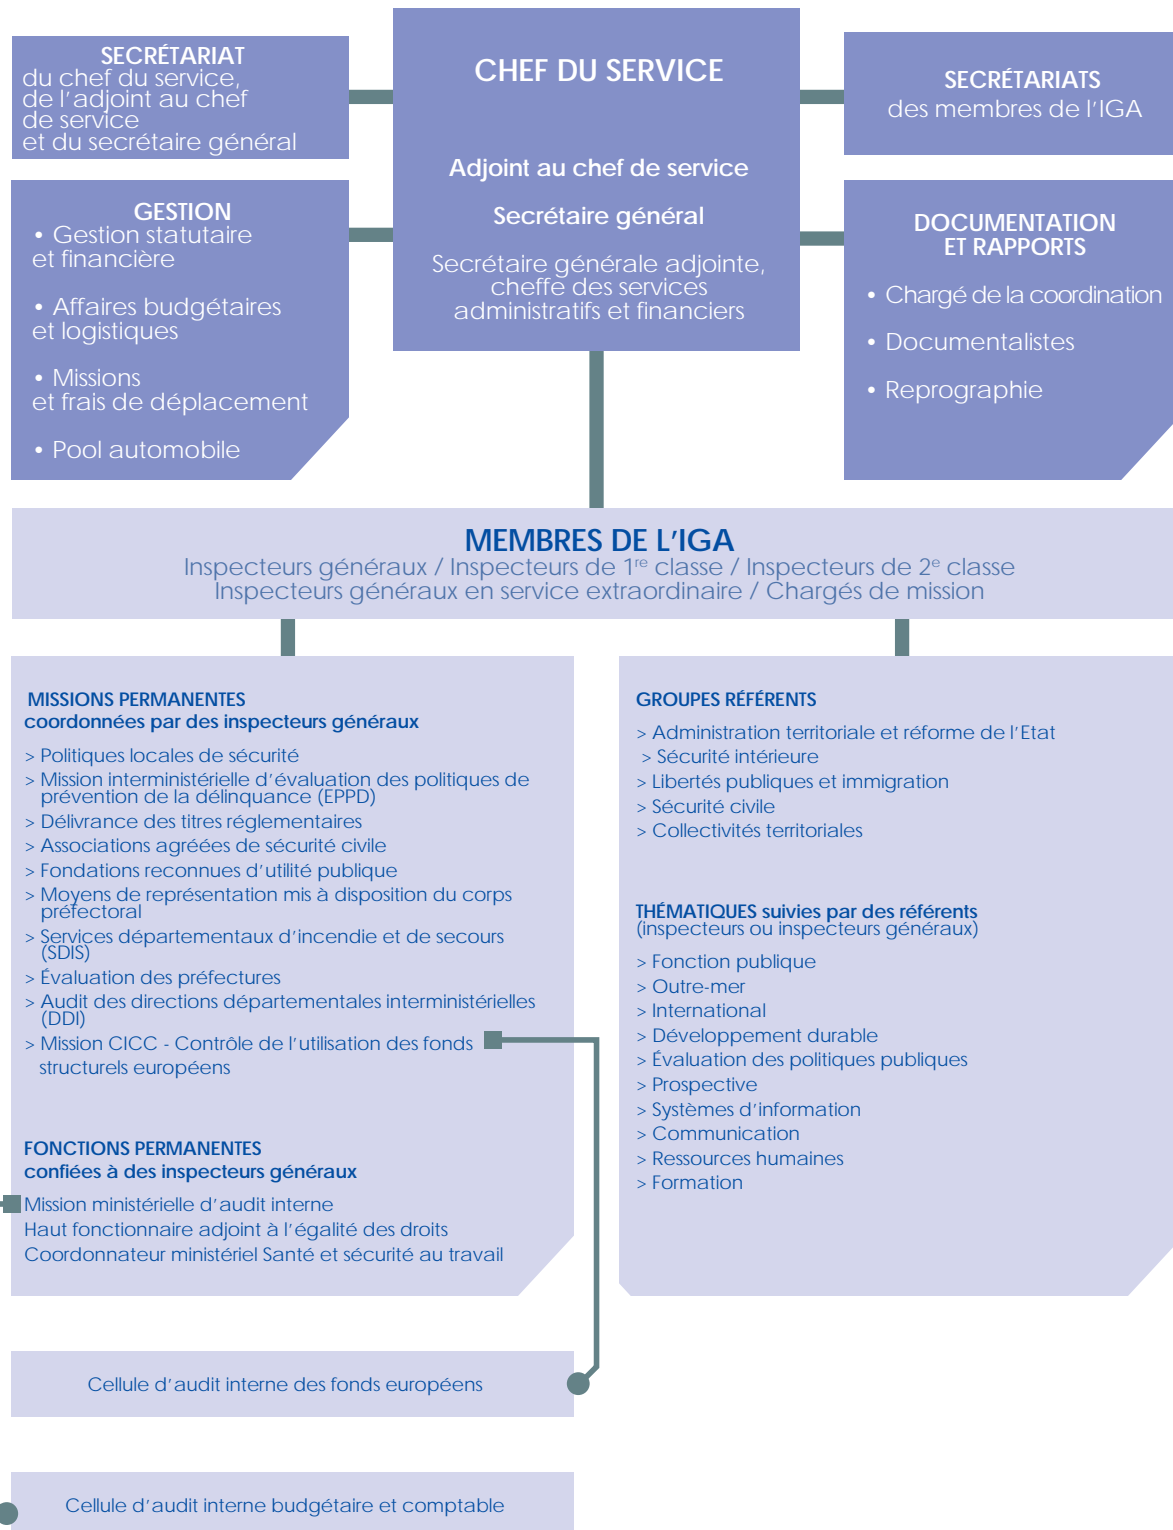 SECRÉTARIAT
du chef du service,
de l'adjoint au chef
de service
et du secrétaire général
CHEF DU SERVICE
Adjoint au chef de service
Secrétaire général
Secrétaire générale adjointe,
cheffe des services
administratifs et financiers
SECRÉTARIATS
des membres de l'IGA
GESTION
• Gestion statutaire
et financière
• Affaires budgétaires
et logistiques
• Missions
et frais de déplacement
• Pool automobile
DOCUMENTATION
ET RAPPORTS
• Chargé de la coordination
• Documentalistes
• Reprographie
MEMBRES DE L'IGA
Inspecteurs généraux / Inspecteurs de 1re classe / Inspecteurs de 2e classe
Inspecteurs généraux en service extraordinaire / Chargés de mission
MISSIONS PERMANENTES
coordonnées par des inspecteurs généraux
> Politiques locales de sécurité
> Mission interministérielle d'évaluation des politiques de
prévention de la délinquance (EPPD)
> Délivrance des titres réglementaires
> Associations agréées de sécurité civile
> Fondations reconnues d'utilité publique
> Moyens de représentation mis à disposition du corps
préfectoral
> Services départementaux d'incendie et de secours
(SDIS)
> Évaluation des préfectures
> Audit des directions départementales interministérielles
(DDI)
> Mission CICC - Contrôle de l'utilisation des fonds
structurels européens
FONCTIONS PERMANENTES
confiées à des inspecteurs généraux
Mission ministérielle d'audit interne
Haut fonctionnaire adjoint à l'égalité des droits
Coordonnateur ministériel Santé et sécurité au travail
GROUPES RÉFÉRENTS
> Administration territoriale et réforme de l'Etat
> Sécurité intérieure
> Libertés publiques et immigration
> Sécurité civile
> Collectivités territoriales
THÉMATIQUES suivies par des référents
(inspecteurs ou inspecteurs généraux)
> Fonction publique
> Outre-mer
> International
> Développement durable
> Évaluation des politiques publiques
> Prospective
> Systèmes d'information
> Communication
> Ressources humaines
> Formation
Cellule d'audit interne des fonds européens
Cellule d'audit interne budgétaire et comptable